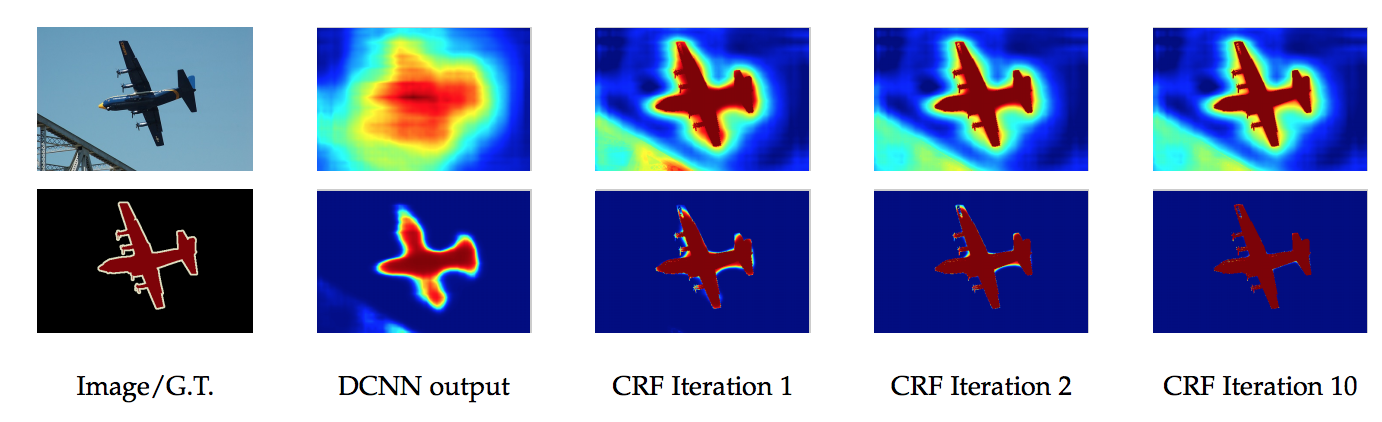 Image/G.T.
DCNN output
CRF Iteration 1
CRF Iteration 2
CRF Iteration 10